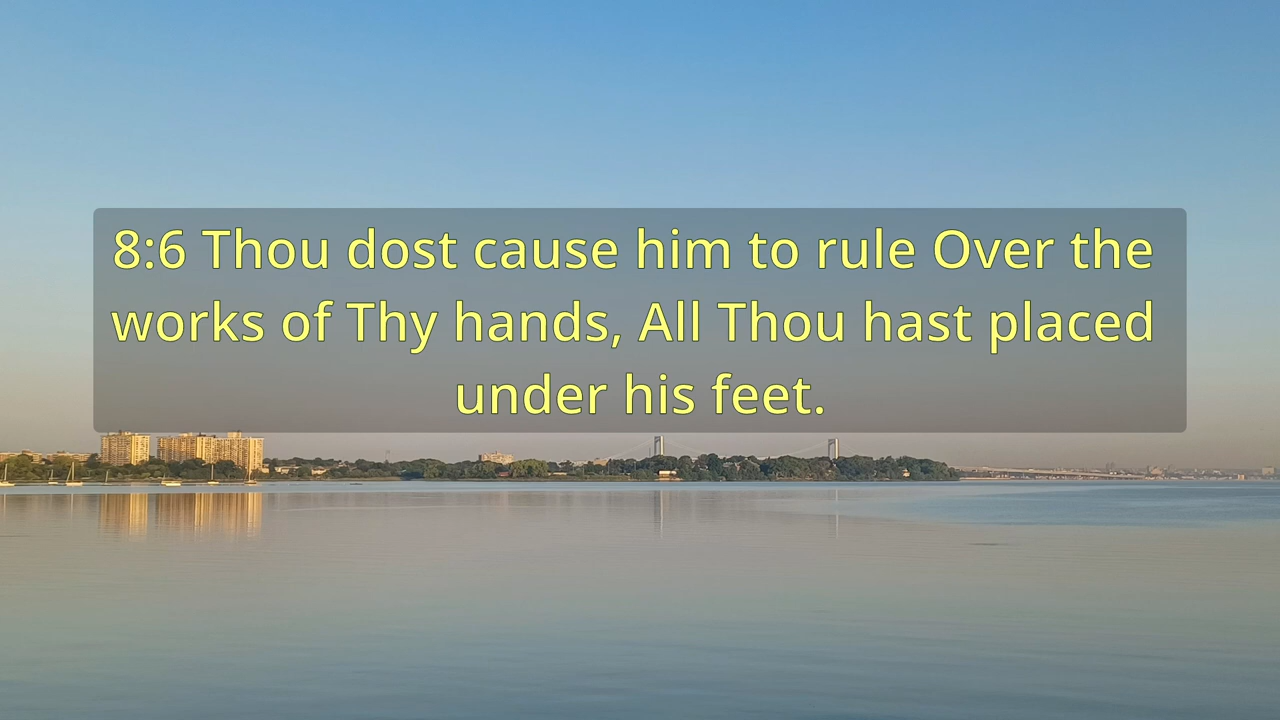 8:6 Thou dost cause him to rule Over the
works of Thy hands, All Thou hast placed
under his feet.